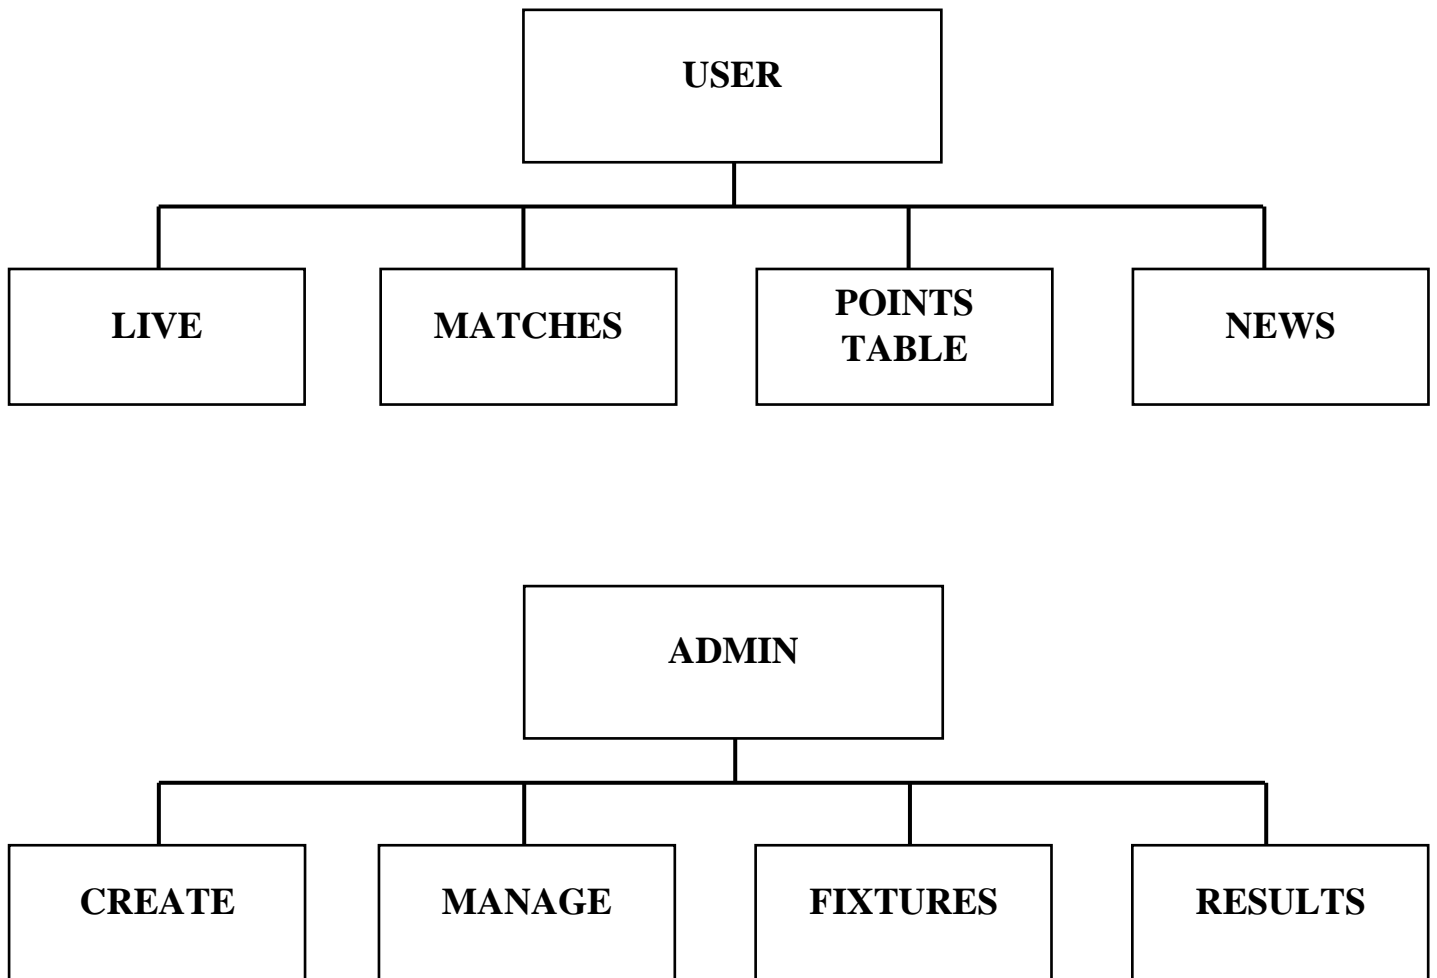 USER
LIVE
MATCHES
POINTS
TABLE
NEWS
ADMIN
CREATE
MANAGE
FIXTURES
RESULTS